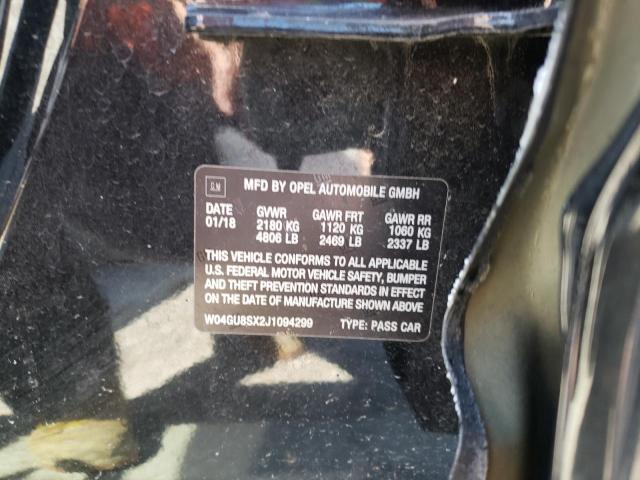 GM MFD BY OPEL AUTOMOBILE GMBH
DATE GVWR GAWR FRT GAWR RR
01/18 2180 KG 1120 KG 1060 KG
4806 LB 2469 LB 2337 LB
THIS VEHICLE CONFORMS TO ALL APPLICABLE
U.S. FEDERAL MOTOR VEHICLE SAFETY, BUMPER
AND THEFT PREVENTION STANDARDS IN EFFECT
ON THE DATE OF MANUFACTURE SHOWN ABOVE
W04GU8SX2J1094299 TYPE: PASS CAR